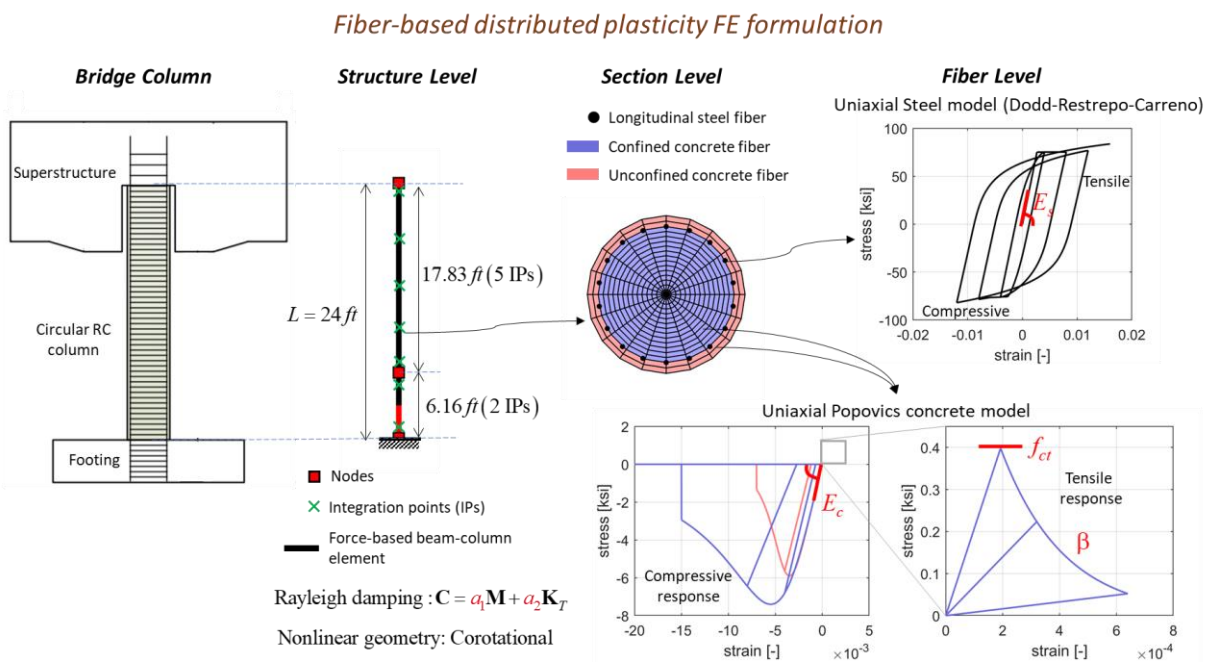 Fiber-based distributed plasticity FE formulation
Bridge Column
Structure Level
Section Level
Fiber Level
Superstructure
Circular RC
column
Footing
L = 24 ft
17.83 ft (5 IPs)
6.16 ft (2 IPs)
Nodes
Integration points (IPs)
Force-based beam-column
element
Rayleigh damping : C = a₁M + a₂K_T
Nonlinear geometry: Corotational
Longitudinal steel fiber
Confined concrete fiber
Unconfined concrete fiber
Uniaxial Steel model (Dodd-Restrepo-Carreno)
100
50
0
-50
-100
stress [ksi]
Tensile
E_s
Compressive
-0.02
-0.01
0
0.01
0.02
strain [-]
Uniaxial Popovics concrete model
2
0
-2
-4
-6
-8
stress [ksi]
E_c
Compressive
response
-20
-15
-10
-5
0
5
strain [-]
×10⁻³
0.4
0.3
0.2
0.1
0
stress [ksi]
f_ct
Tensile
response
β
0
2
4
6
strain [-]
×10⁻⁴